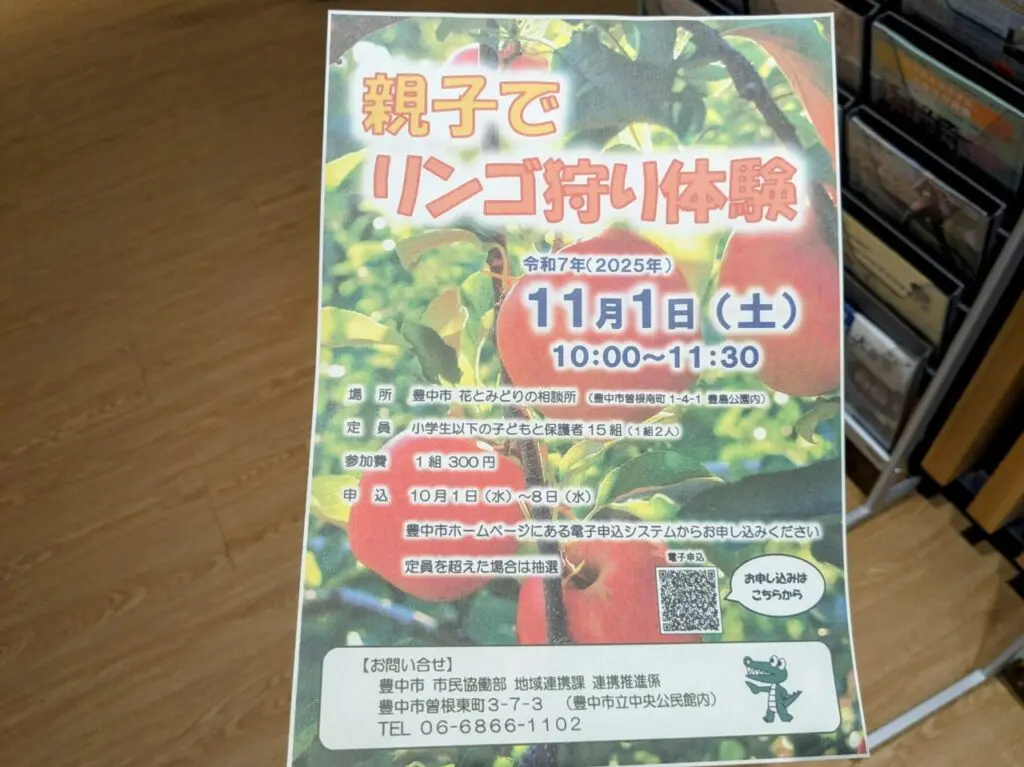 親子で
リンゴ狩り体験
令和7年(2025年)
11月1日(土)
10:00～11:30
場 所 豊中市 花とみどりの相談所 (豊中市曽根南町1-4-1 豊島公園内)
定 員 小学生以下の子どもと保護者15組(1組2人)
参加費 1組300円
申 込 10月1日(水)～8日(水)
豊中市ホームページにある電子申込システムからお申し込みください
定員を超えた場合は抽選
電子申込
お申し込みは
こちらから
【お問い合せ】
豊中市 市民協働部 地域連携課 連携推進係
豊中市曽根東町3-7-3 (豊中市立中央公民館内)
TEL 06-6866-1102